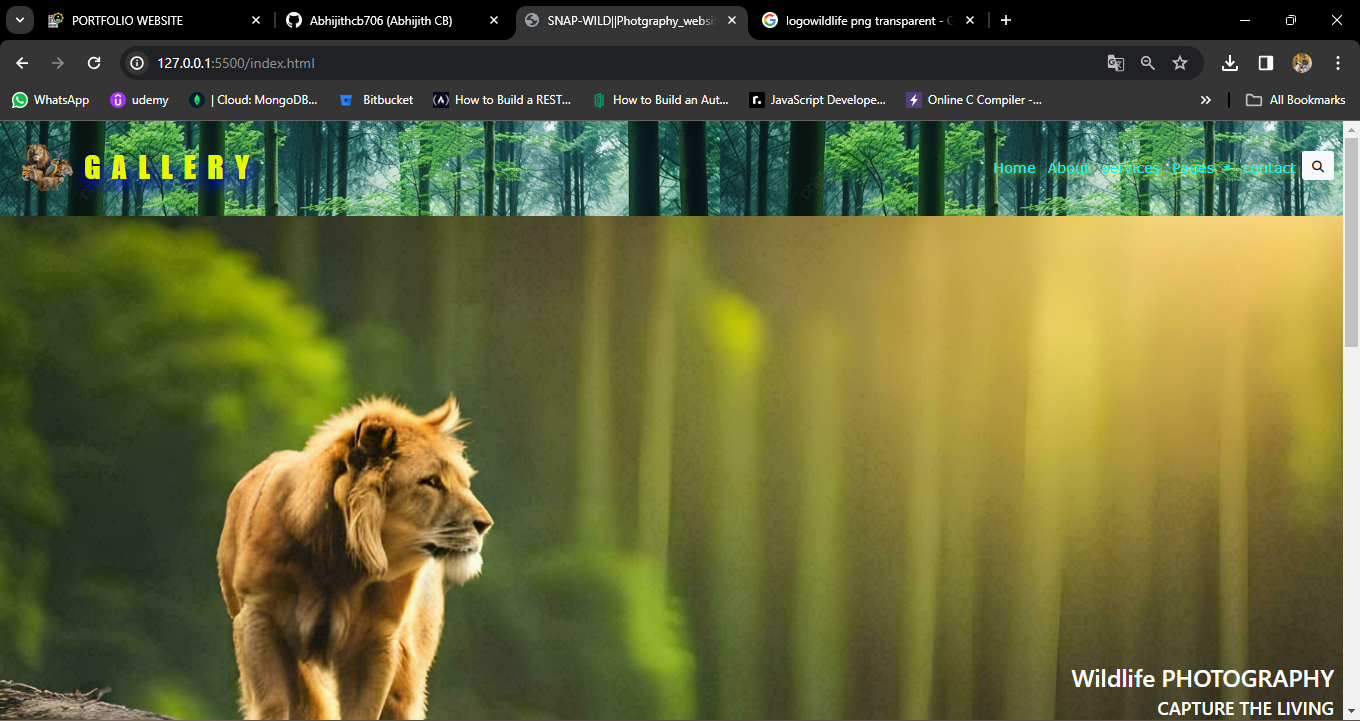 PORTFOLIO WEBSITE
Abhijithcb706 (Abhijith CB)
SNAP-WILD||Photgraphy_websi
logowildlife png transparent - G
127.0.0.1:5500/index.html
WhatsApp
udemy
| Cloud: MongoDB...
Bitbucket
How to Build a REST...
How to Build an Aut...
r.
JavaScript Develope...
Online C Compiler -...
All Bookmarks
GALLERY
Home About services Pages contact
Wildlife PHOTOGRAPHY
CAPTURE THE LIVING